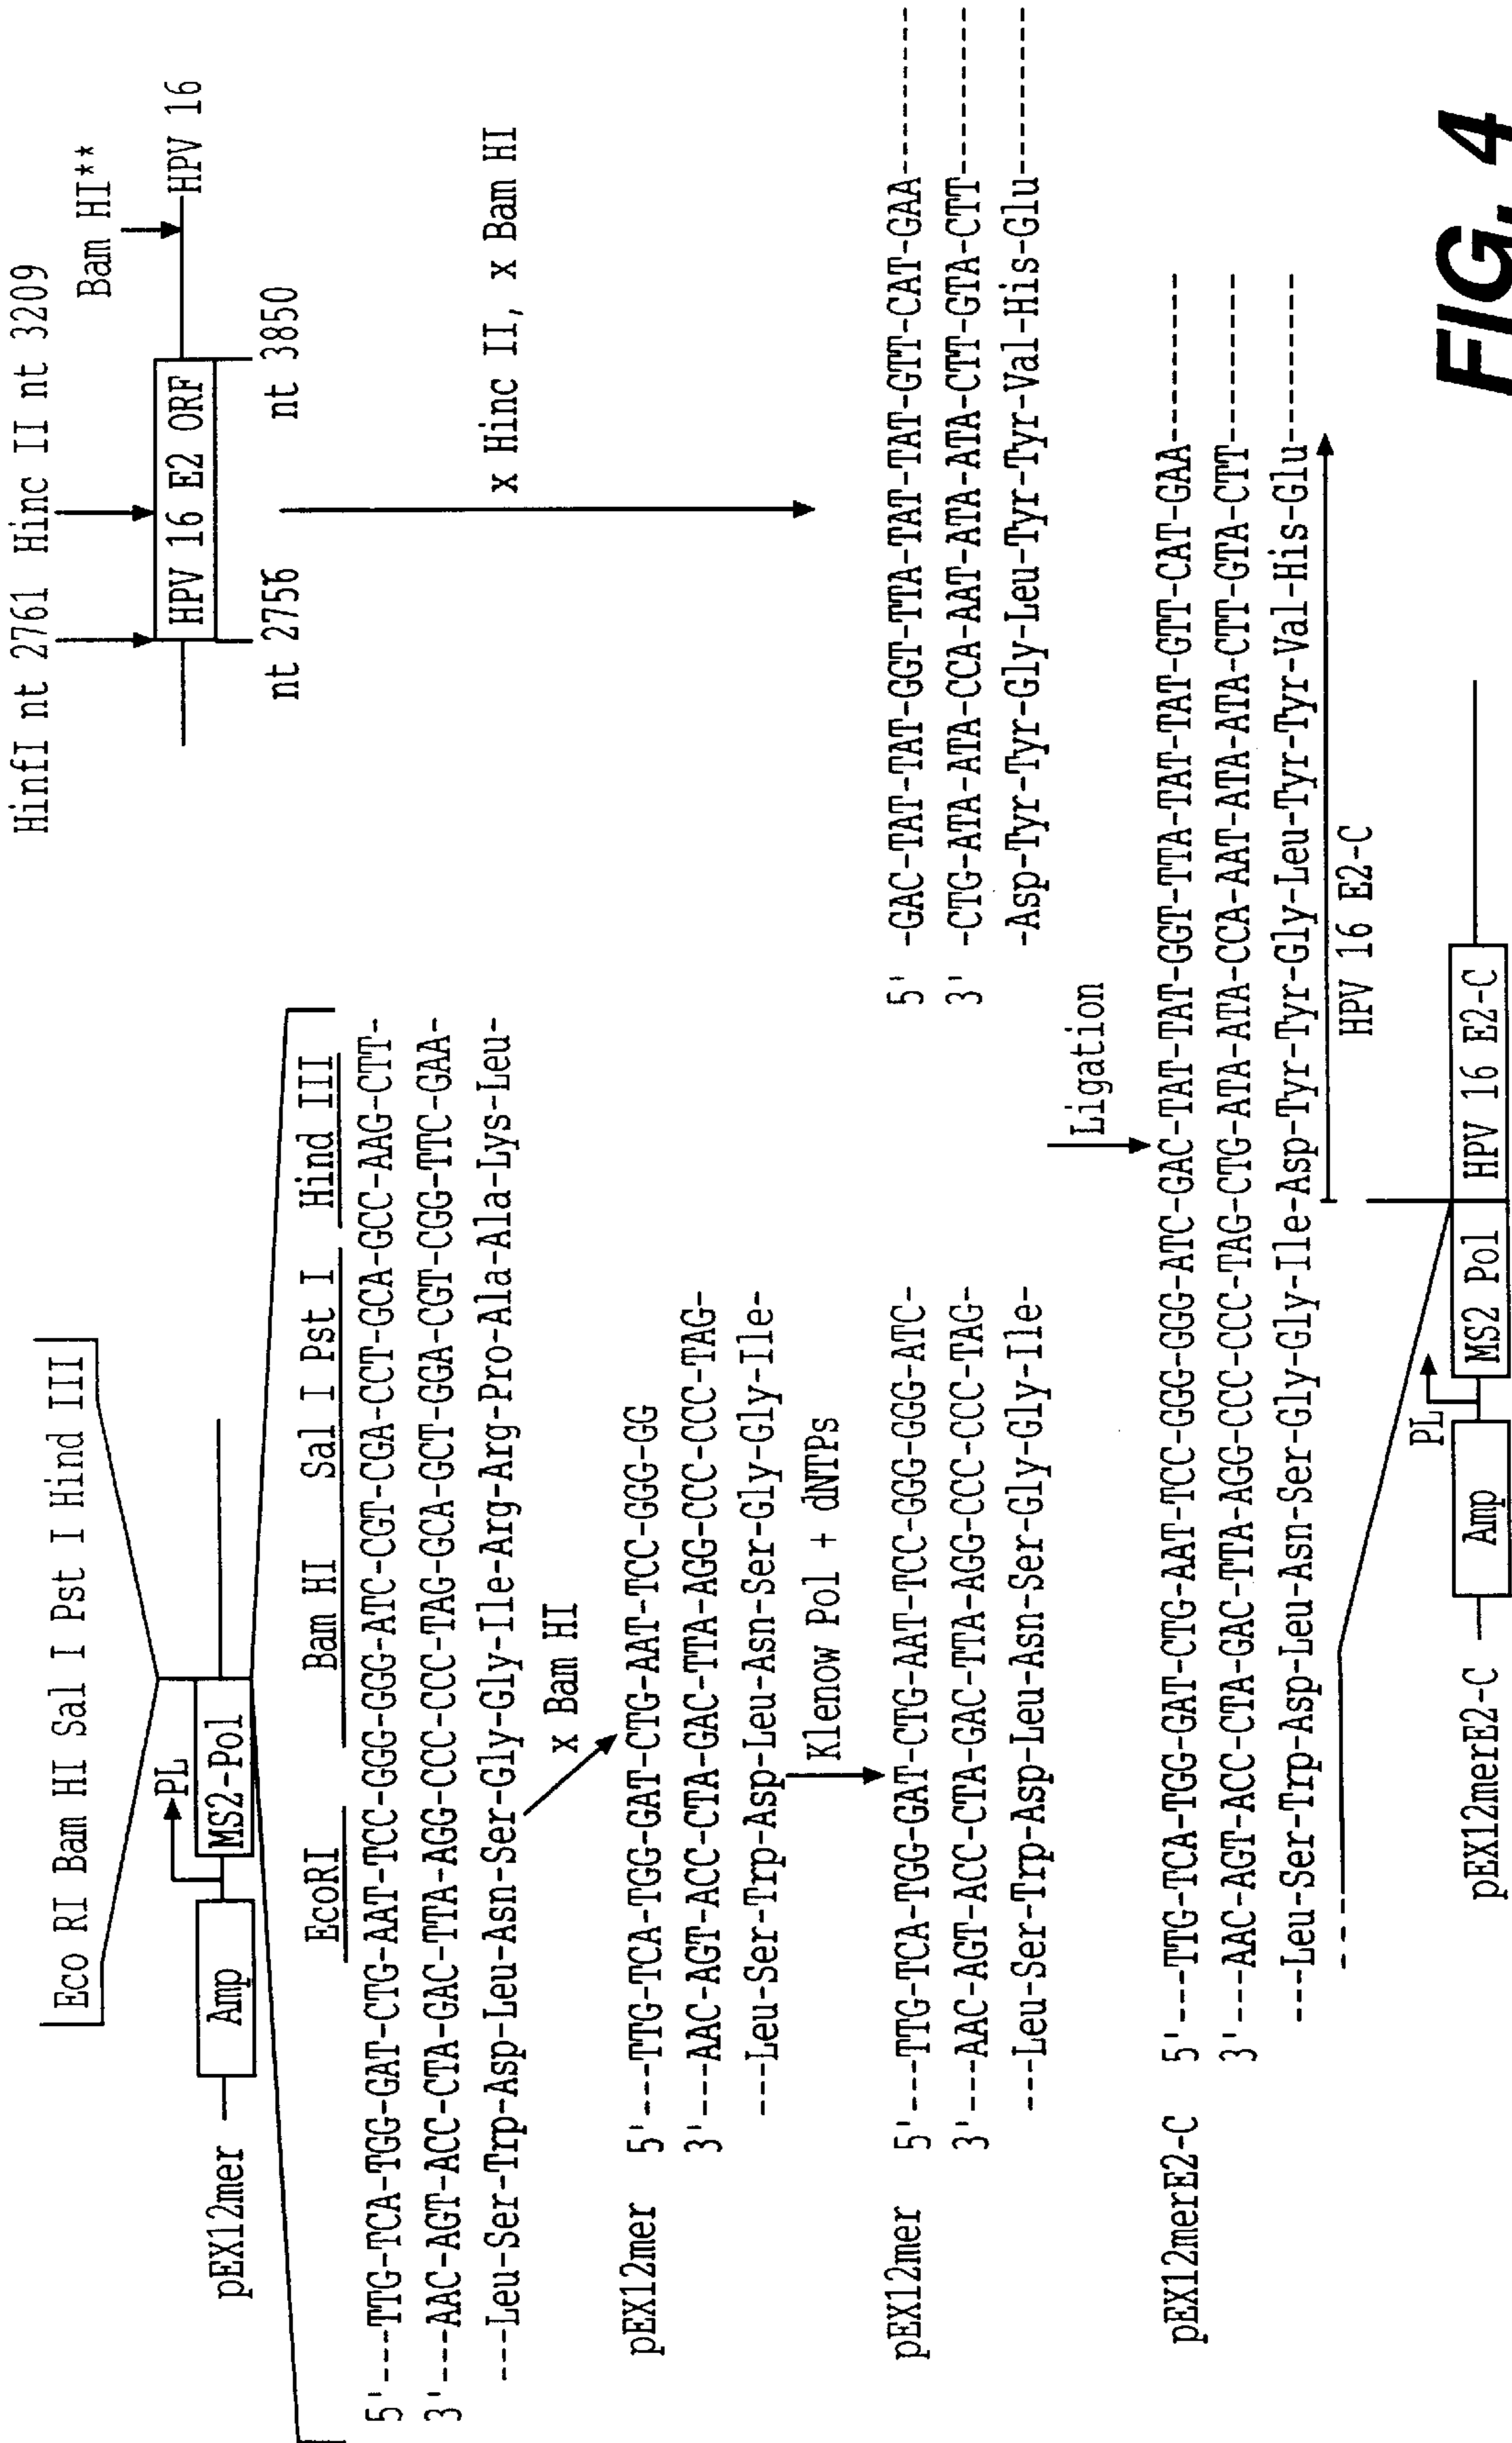 Eco RI Bam HI Sal I Pst I Hind III
PL
pEX12mer
Amp
MS2-Pol
HinfI nt 2761 Hinc II nt 3209
Bam HI**
HPV 16 E2 ORF
HPV 16
nt 2756
nt 3850
x Hinc II, x Bam HI
EcoRI
Bam HI
Sal I Pst I
Hind III
5'----TTG-TCA-TGG-GAT-CTG-AAT-TCC-GGG-GGG-ATC-CGT-CGA-CCT-GCA-GCC-AAG-CTT-
3'----AAC-AGT-ACC-CTA-GAC-TTA-AGG-CCC-CCC-TAG-GCA-GCT-GGA-CGT-CGG-TTC-GAA-
----Leu-Ser-Trp-Asp-Leu-Asn-Ser-Gly-Gly-Ile-Arg-Arg-Pro-Ala-Ala-Lys-Leu-
x Bam HI
pEX12mer
5'----TTG-TCA-TGG-GAT-CTG-AAT-TCC-GGG-GG
3'----AAC-AGT-ACC-CTA-GAC-TTA-AGG-CCC-CCC-TAG-
----Leu-Ser-Trp-Asp-Leu-Asn-Ser-Gly-Gly-Ile-
Klenow Pol + dNTPs
pEX12mer
5'----TTG-TCA-TGG-GAT-CTG-AAT-TCC-GGG-GGG-ATC-
3'----AAC-AGT-ACC-CTA-GAC-TTA-AGG-CCC-CCC-TAG-
----Leu-Ser-Trp-Asp-Leu-Asn-Ser-Gly-Gly-Ile-
5' -GAC-TAT-TAT-GGT-TTA-TAT-TAT-GTT-CAT-GAA---------
3' -CTG-ATA-ATA-CCA-AAT-ATA-ATA-CTT-GTA-CTT---------
-Asp-Tyr-Tyr-Gly-Leu-Tyr-Tyr-Val-His-Glu---------
Ligation
pEX12merE2-C
5'----TTG-TCA-TGG-GAT-CTG-AAT-TCC-GGG-GGG-ATC-GAC-TAT-TAT-GGT-TTA-TAT-TAT-GTT-CAT-GAA---------
3'----AAC-AGT-ACC-CTA-GAC-TTA-AGG-CCC-CCC-TAG-CTG-ATA-ATA-CCA-AAT-ATA-ATA-CTT-GTA-CTT---------
----Leu-Ser-Trp-Asp-Leu-Asn-Ser-Gly-Gly-Ile-Asp-Tyr-Tyr-Gly-Leu-Tyr-Tyr-Val-His-Glu--------
HPV 16 E2-C
PL
pEX12merE2-C
Amp
MS2 Pol
HPV 16 E2-C
FIG. 4